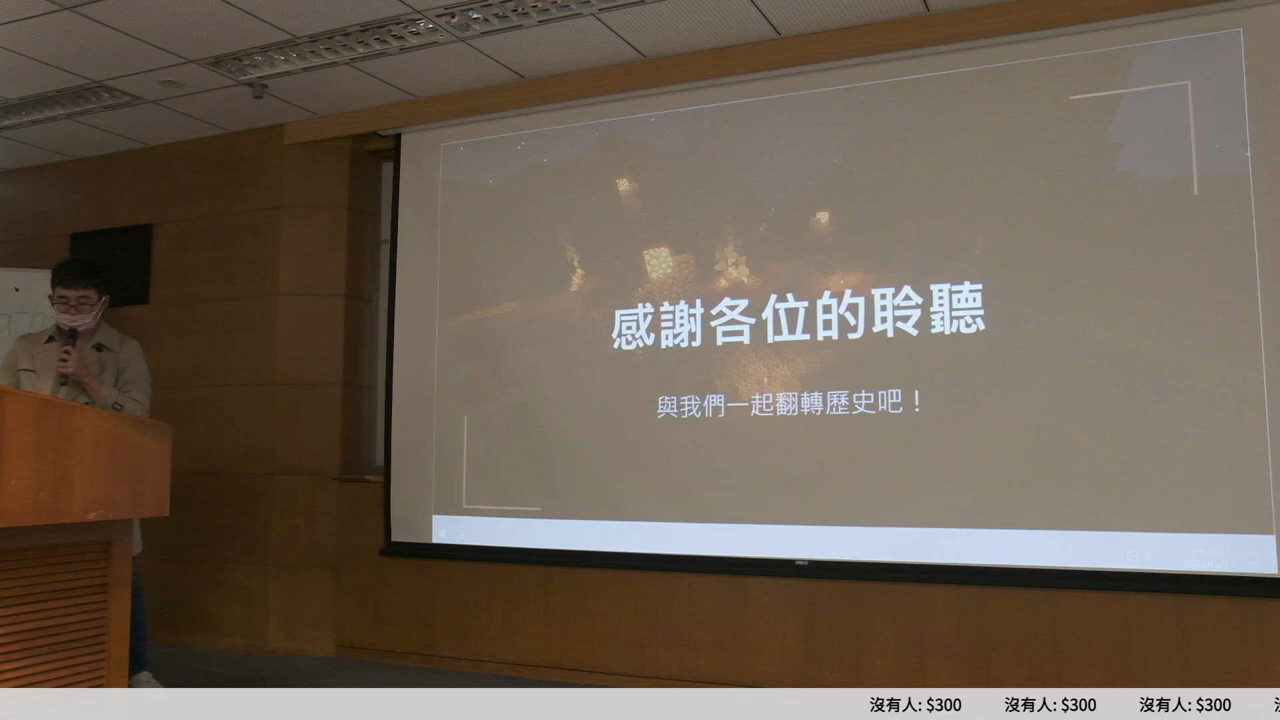 感謝各位的聆聽
與我們一起翻轉歷史吧！
沒有人: $300 沒有人: $300 沒有人: $300